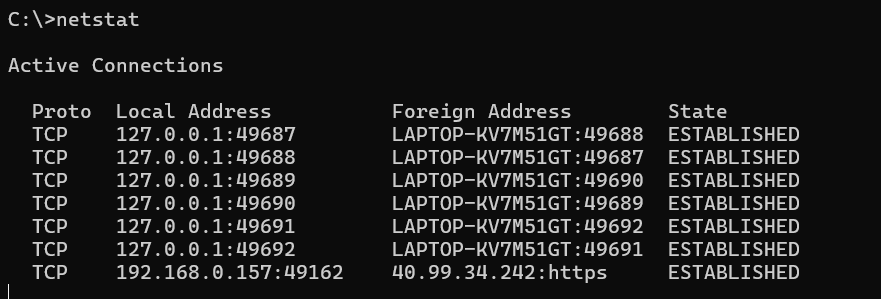 C:\>netstat
Active Connections
Proto  Local Address          Foreign Address        State
TCP    127.0.0.1:49687        LAPTOP-KV7M51GT:49688  ESTABLISHED
TCP    127.0.0.1:49688        LAPTOP-KV7M51GT:49687  ESTABLISHED
TCP    127.0.0.1:49689        LAPTOP-KV7M51GT:49690  ESTABLISHED
TCP    127.0.0.1:49690        LAPTOP-KV7M51GT:49689  ESTABLISHED
TCP    127.0.0.1:49691        LAPTOP-KV7M51GT:49692  ESTABLISHED
TCP    127.0.0.1:49692        LAPTOP-KV7M51GT:49691  ESTABLISHED
TCP    192.168.0.157:49162    40.99.34.242:https     ESTABLISHED